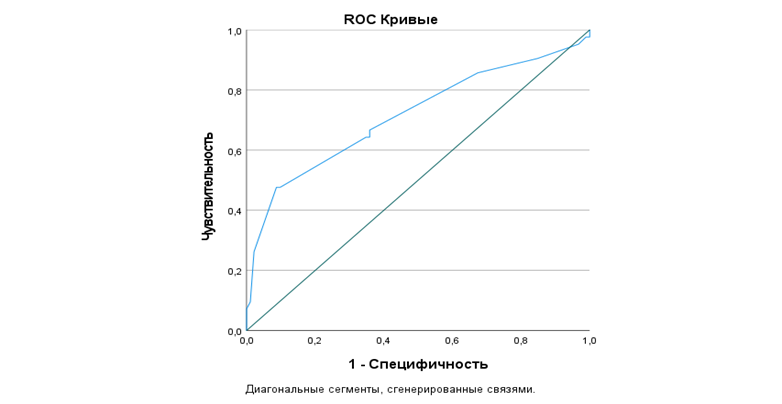 ROC Кривые
1,0
0,8
0,6
0,4
0,2
0,0
Чувствительность
0,0 0,2 0,4 0,6 0,8 1,0
1 - Специфичность
Диагональные сегменты, сгенерированные связями.